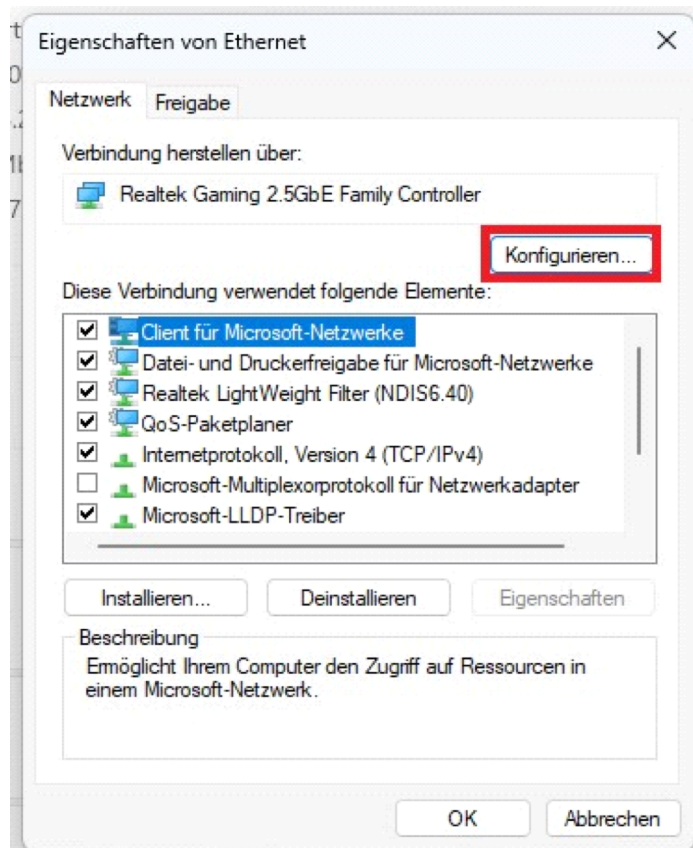 Eigenschaften von Ethernet
Netzwerk Freigabe
Verbindung herstellen über:
Realtek Gaming 2.5GbE Family Controller
Konfigurieren...
Diese Verbindung verwendet folgende Elemente:
Client für Microsoft-Netzwerke
Datei- und Druckerfreigabe für Microsoft-Netzwerke
Realtek LightWeight Filter (NDIS6.40)
QoS-Paketplaner
Internetprotokoll, Version 4 (TCP/IPv4)
Microsoft-Multiplexorprotokoll für Netzwerkadapter
Microsoft-LLDP-Treiber
Installieren... Deinstallieren Eigenschaften
Beschreibung
Ermöglicht Ihrem Computer den Zugriff auf Ressourcen in
einem Microsoft-Netzwerk.
OK Abbrechen